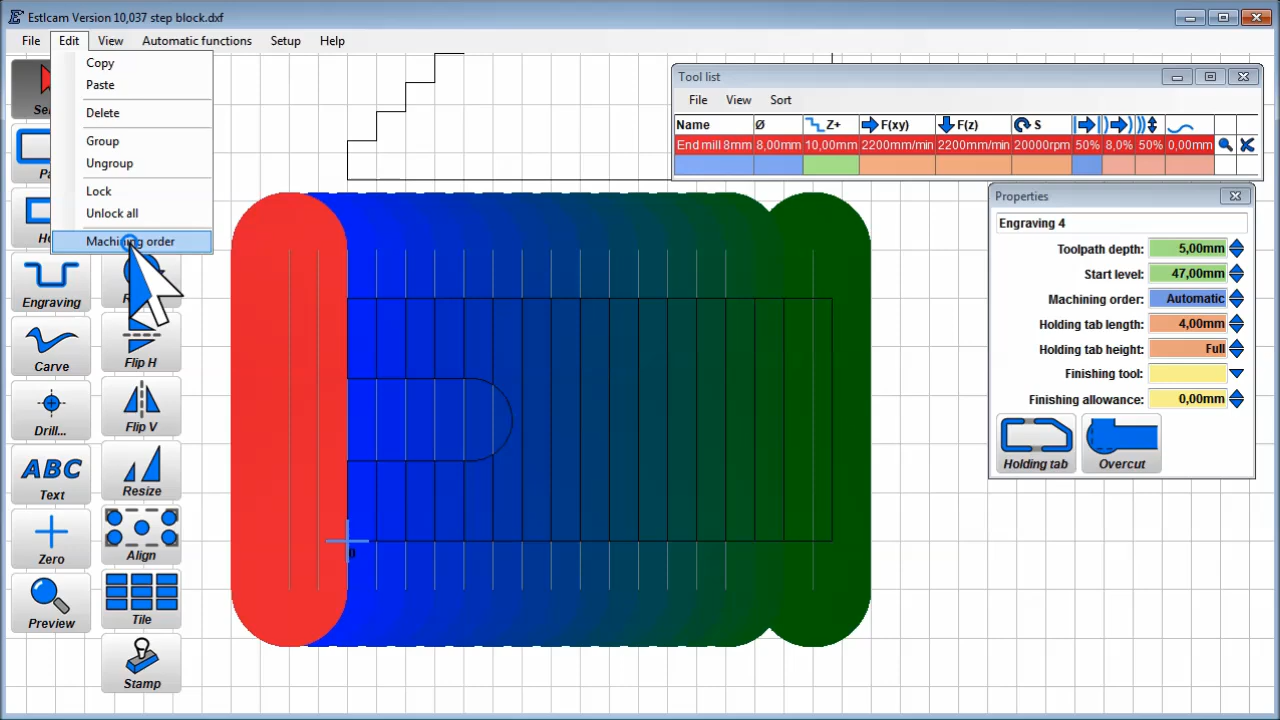 Estlcam Version 10,037 step block.dxf
File Edit View Automatic functions Setup Help
Copy
Paste
Delete
Group
Ungroup
Lock
Unlock all
Machining order
Engraving
Flip H
Carve
Drill...
Flip V
ABC
Text
Resize
Zero
Align
Preview
Tile
Stamp
0
Tool list
File View Sort
Name Ø Z+ F(xy) F(z) S
End mill 8mm 8,00mm 10,00mm 2200mm/min 2200mm/min 20000rpm 50% 8,0% 50% 0,00mm
Properties
Engraving 4
Toolpath depth: 5,00mm
Start level: 47,00mm
Machining order: Automatic
Holding tab length: 4,00mm
Holding tab height: Full
Finishing tool:
Finishing allowance: 0,00mm
Holding tab Overcut